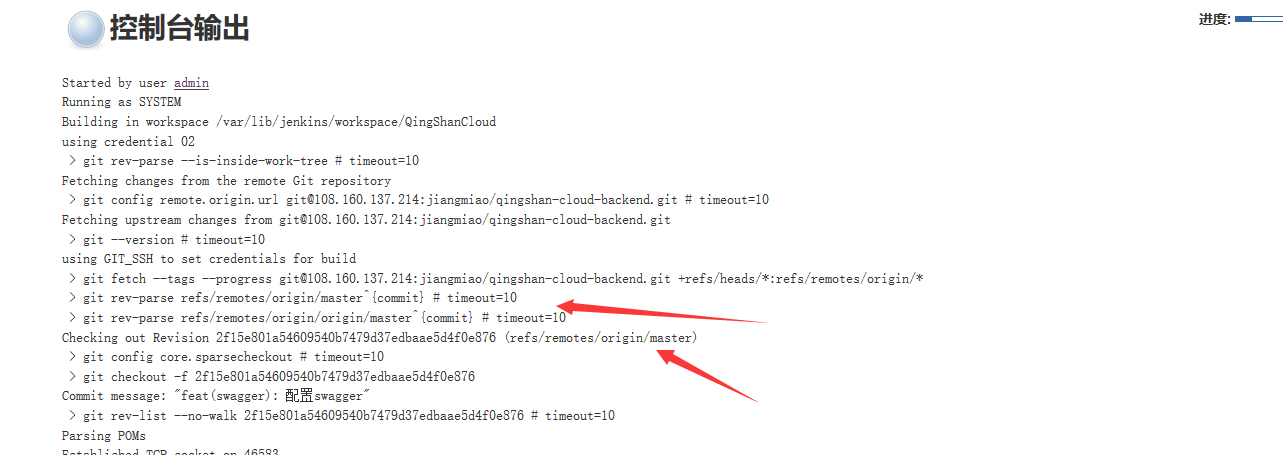 控制台输出
进度:
Started by user admin
Running as SYSTEM
Building in workspace /var/lib/jenkins/workspace/QingShanCloud
using credential 02
> git rev-parse --is-inside-work-tree # timeout=10
Fetching changes from the remote Git repository
> git config remote.origin.url git@108.160.137.214:jiangmiao/qingshan-cloud-backend.git # timeout=10
Fetching upstream changes from git@108.160.137.214:jiangmiao/qingshan-cloud-backend.git
> git --version # timeout=10
using GIT_SSH to set credentials for build
> git fetch --tags --progress git@108.160.137.214:jiangmiao/qingshan-cloud-backend.git +refs/heads/*:refs/remotes/origin/*
> git rev-parse refs/remotes/origin/master^{commit} # timeout=10
> git rev-parse refs/remotes/origin/origin/master^{commit} # timeout=10
Checking out Revision 2f15e801a54609540b7479d37edbaae5d4f0e876 (refs/remotes/origin/master)
> git config core.sparsecheckout # timeout=10
> git checkout -f 2f15e801a54609540b7479d37edbaae5d4f0e876
Commit message: "feat(swagger): 配置swagger"
> git rev-list --no-walk 2f15e801a54609540b7479d37edbaae5d4f0e876 # timeout=10
Parsing POMs
Established TCP socket on 46583